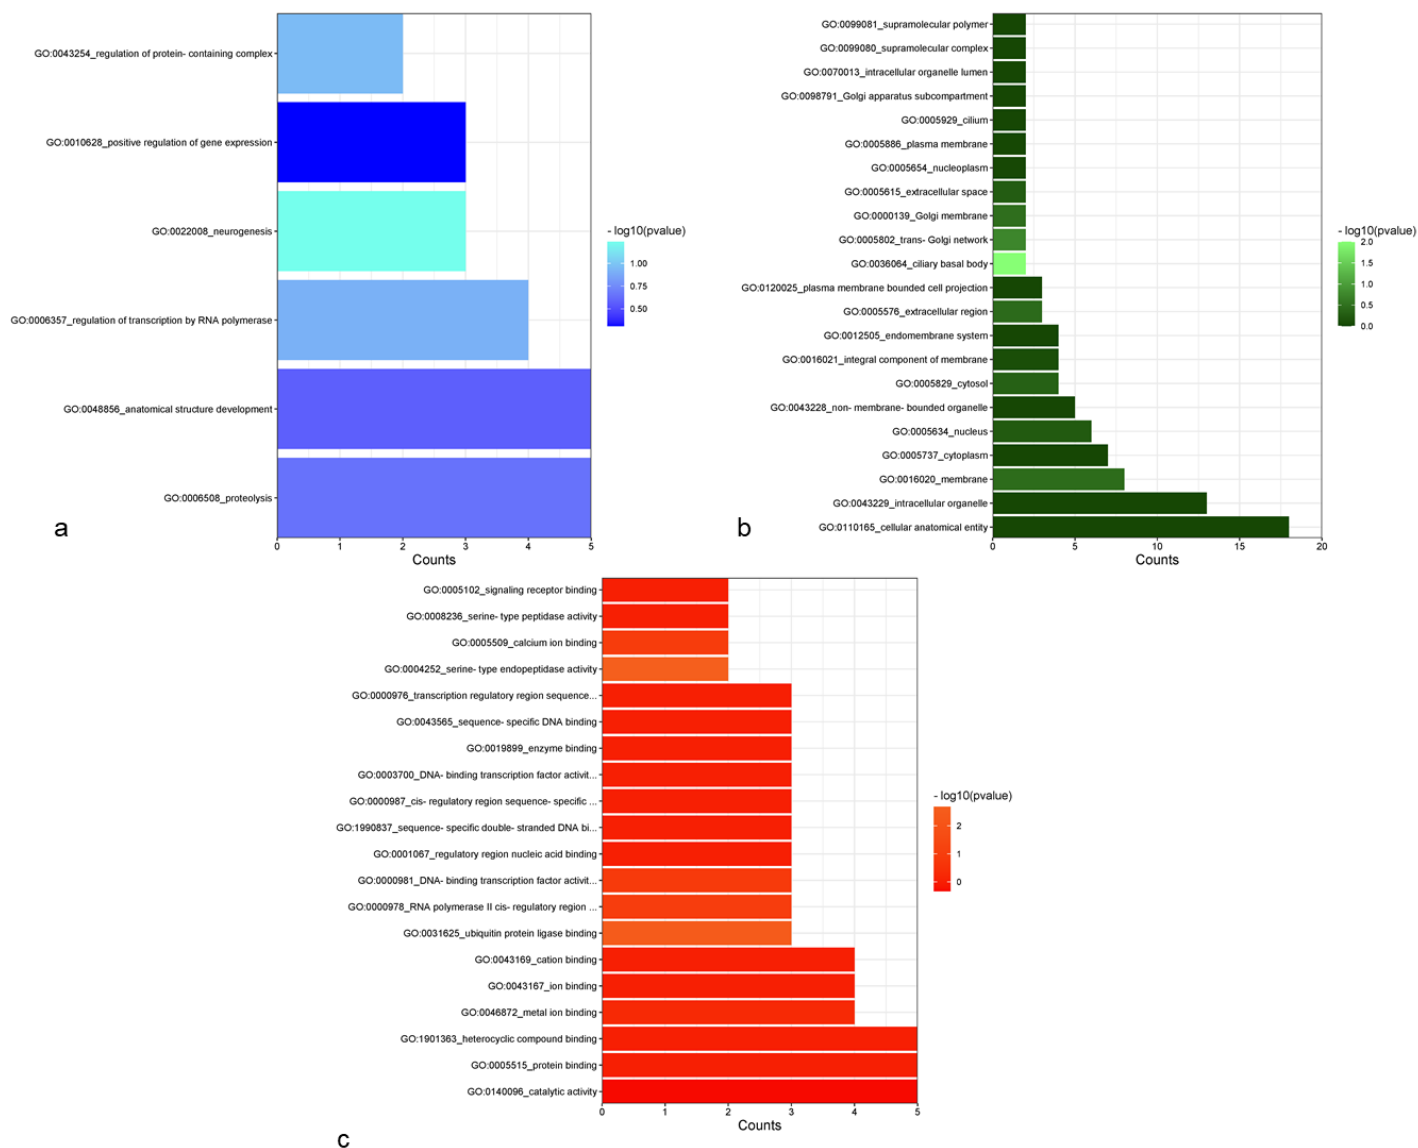 GO:0043254_regulation of protein- containing complex
GO:0010628_positive regulation of gene expression
GO:0022008_neurogenesis
GO:0006357_regulation of transcription by RNA polymerase
GO:0048856_anatomical structure development
GO:0006508_proteolysis
0 1 2 3 4 5
Counts
- log10(pvalue)
1.00
0.75
0.50
a
GO:0099081_supramolecular polymer
GO:0099080_supramolecular complex
GO:0070013_intracellular organelle lumen
GO:0098791_Golgi apparatus subcompartment
GO:0005929_cilium
GO:0005886_plasma membrane
GO:0005654_nucleoplasm
GO:0005615_extracellular space
GO:0000139_Golgi membrane
GO:0005802_trans- Golgi network
GO:0036064_ciliary basal body
GO:0120025_plasma membrane bounded cell projection
GO:0005576_extracellular region
GO:0012505_endomembrane system
GO:0016021_integral component of membrane
GO:0005829_cytosol
GO:0043228_non- membrane- bounded organelle
GO:0005634_nucleus
GO:0005737_cytoplasm
GO:0016020_membrane
GO:0043229_intracellular organelle
GO:0110165_cellular anatomical entity
0 5 10 15 20
Counts
- log10(pvalue)
2.0
1.5
1.0
0.5
0.0
b
GO:0005102_signaling receptor binding
GO:0008236_serine- type peptidase activity
GO:0005509_calcium ion binding
GO:0004252_serine- type endopeptidase activity
GO:0000976_transcription regulatory region sequence...
GO:0043565_sequence- specific DNA binding
GO:0019899_enzyme binding
GO:0003700_DNA- binding transcription factor activit...
GO:0000987_cis- regulatory region sequence- specific ...
GO:1990837_sequence- specific double- stranded DNA bi...
GO:0001067_regulatory region nucleic acid binding
GO:0000981_DNA- binding transcription factor activit...
GO:0000978_RNA polymerase II cis- regulatory region ...
GO:0031625_ubiquitin protein ligase binding
GO:0043169_cation binding
GO:0043167_ion binding
GO:0046872_metal ion binding
GO:1901363_heterocyclic compound binding
GO:0005515_protein binding
GO:0140096_catalytic activity
0 1 2 3 4 5
Counts
- log10(pvalue)
2
1
0
c